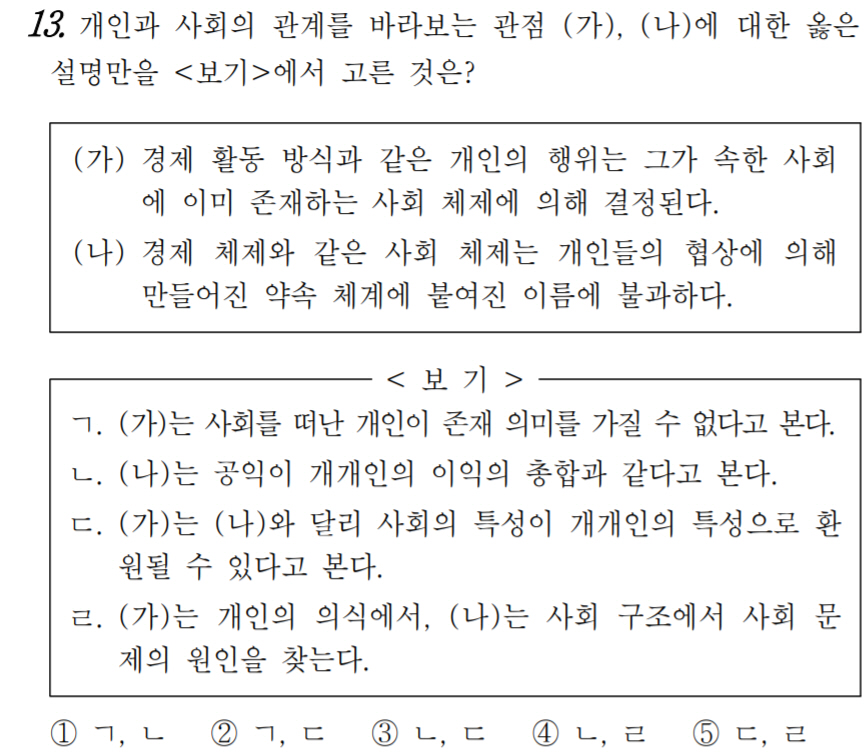 13. 개인과 사회의 관계를 바라보는 관점 (가), (나)에 대한 옳은
설명만을 <보기>에서 고른 것은?
(가) 경제 활동 방식과 같은 개인의 행위는 그가 속한 사회
에 이미 존재하는 사회 체제에 의해 결정된다.
(나) 경제 체제와 같은 사회 체제는 개인들의 협상에 의해
만들어진 약속 체계에 붙여진 이름에 불과하다.
< 보 기 >
ㄱ. (가)는 사회를 떠난 개인이 존재 의미를 가질 수 없다고 본다.
ㄴ. (나)는 공익이 개개인의 이익의 총합과 같다고 본다.
ㄷ. (가)는 (나)와 달리 사회의 특성이 개개인의 특성으로 환
원될 수 있다고 본다.
ㄹ. (가)는 개인의 의식에서, (나)는 사회 구조에서 사회 문
제의 원인을 찾는다.
① ㄱ, ㄴ ② ㄱ, ㄷ ③ ㄴ, ㄷ ④ ㄴ, ㄹ ⑤ ㄷ, ㄹ